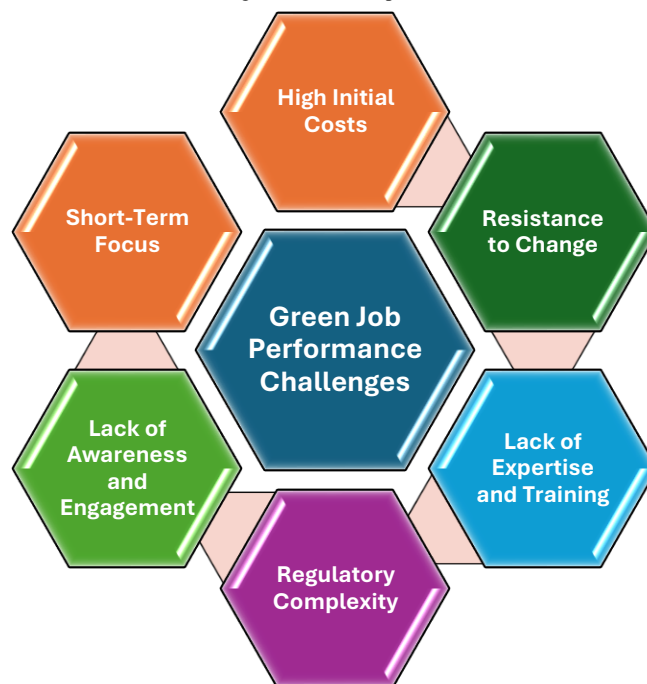 High Initial
Costs
Resistance
to Change
Lack of
Expertise
and Training
Regulatory
Complexity
Lack of
Awareness
and
Engagement
Short-Term
Focus
Green Job
Performance
Challenges